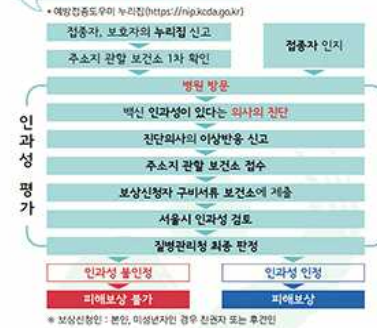 • 예방접종도우미 누리집(https://nip.kdca.go.kr)
접종자, 보호자의 누리집 신고
접종자 인지
주소지 관할 보건소 1차 확인
병원 방문
백신 인과성이 있다는 의사의 진단
진단의사의 이상반응 신고
주소지 관할 보건소 접수
보상신청자 구비서류 보건소에 제출
서울시 인과성 검토
질병관리청 최종 판정
인과성 평가
인과성 불인정
인과성 인정
피해보상 불가
피해보상
※ 보상신청인 : 본인, 미성년자인 경우 친권자 또는 후견인